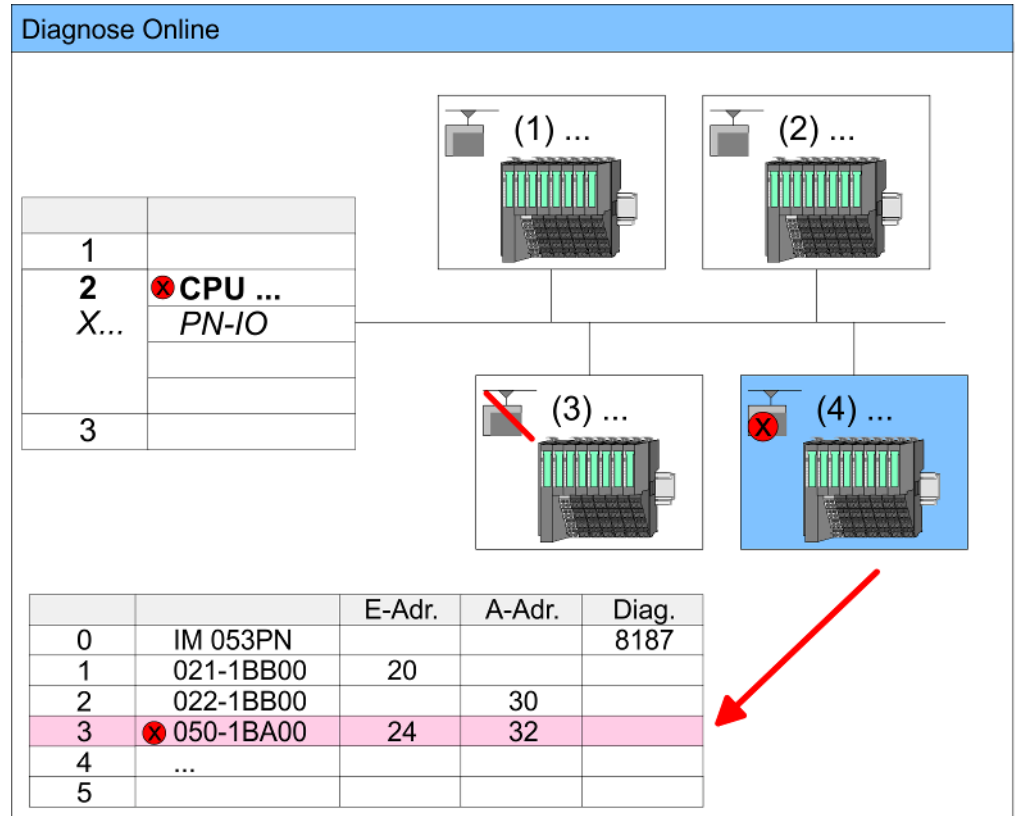 Diagnose Online
(1) ...
(2) ...
1
2 X CPU ...
X... PN-IO
3
(3) ...
X (4) ...
E-Adr. A-Adr. Diag.
0 IM 053PN 8187
1 021-1BB00 20
2 022-1BB00 30
3 X 050-1BA00 24 32
4 ...
5